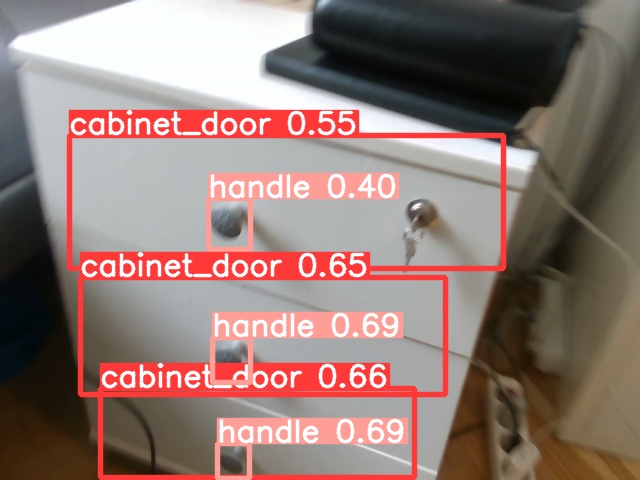 cabinet_door 0.55
handle 0.40
cabinet_door 0.65
handle 0.69
cabinet_door 0.66
handle 0.69